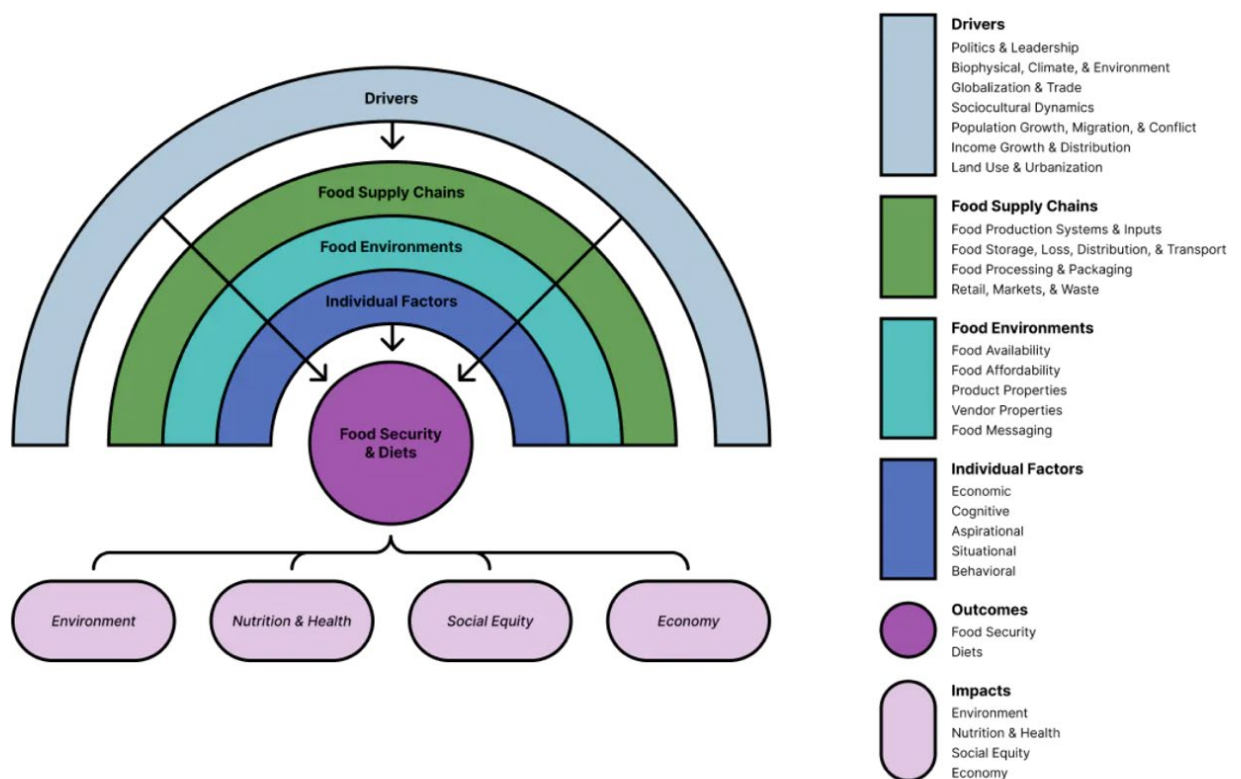 Drivers
Food Supply Chains
Food Environments
Individual Factors
Food Security
& Diets
Environment
Nutrition & Health
Social Equity
Economy
Drivers
Politics & Leadership
Biophysical, Climate, & Environment
Globalization & Trade
Sociocultural Dynamics
Population Growth, Migration, & Conflict
Income Growth & Distribution
Land Use & Urbanization
Food Supply Chains
Food Production Systems & Inputs
Food Storage, Loss, Distribution, & Transport
Food Processing & Packaging
Retail, Markets, & Waste
Food Environments
Food Availability
Food Affordability
Product Properties
Vendor Properties
Food Messaging
Individual Factors
Economic
Cognitive
Aspirational
Situational
Behavioral
Outcomes
Food Security
Diets
Impacts
Environment
Nutrition & Health
Social Equity
Economy